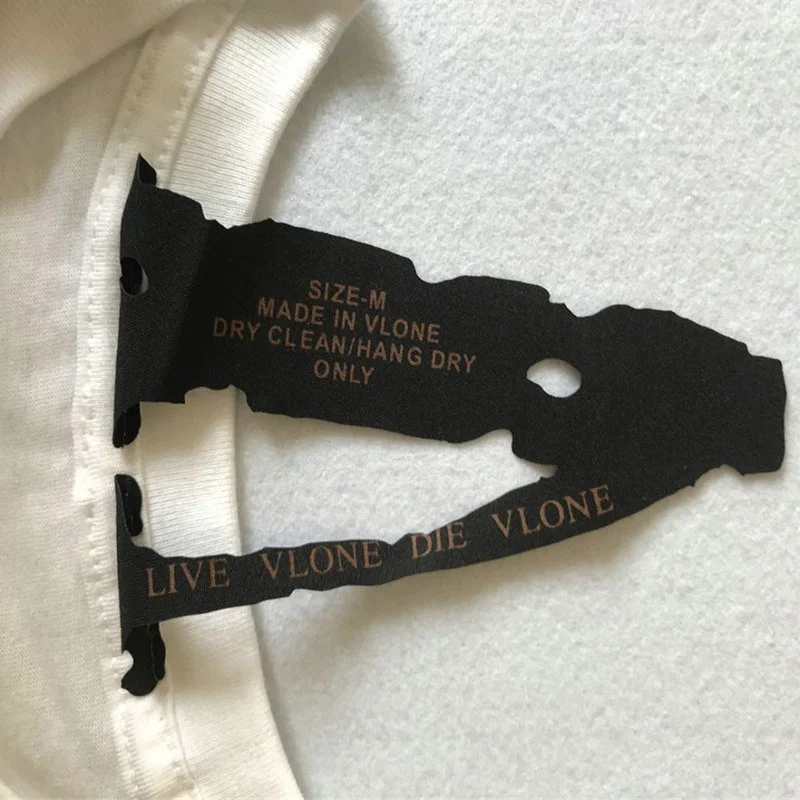 SIZE-M
MADE IN VLONE
DRY CLEAN/HANG DRY
ONLY
LIVE VLONE DIE VLONE